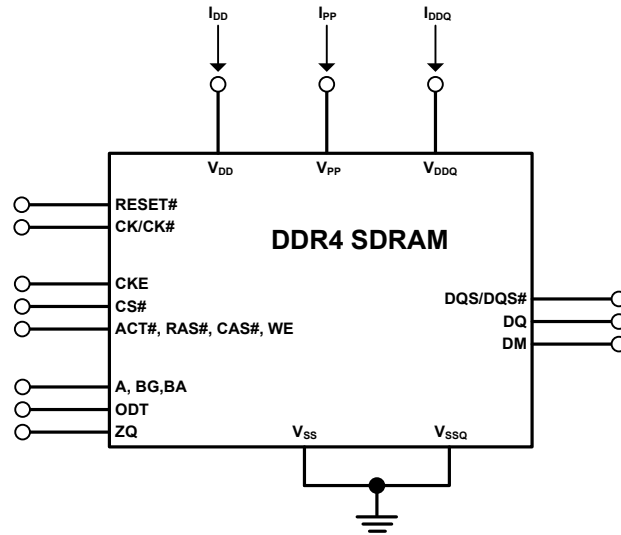 IDD IPP IDDQ
VDD VPP VDDQ
RESET#
CK/CK#
DDR4 SDRAM
CKE
CS#
ACT#, RAS#, CAS#, WE
DQS/DQS#
DQ
DM
A, BG,BA
ODT
ZQ
VSS VSSQ